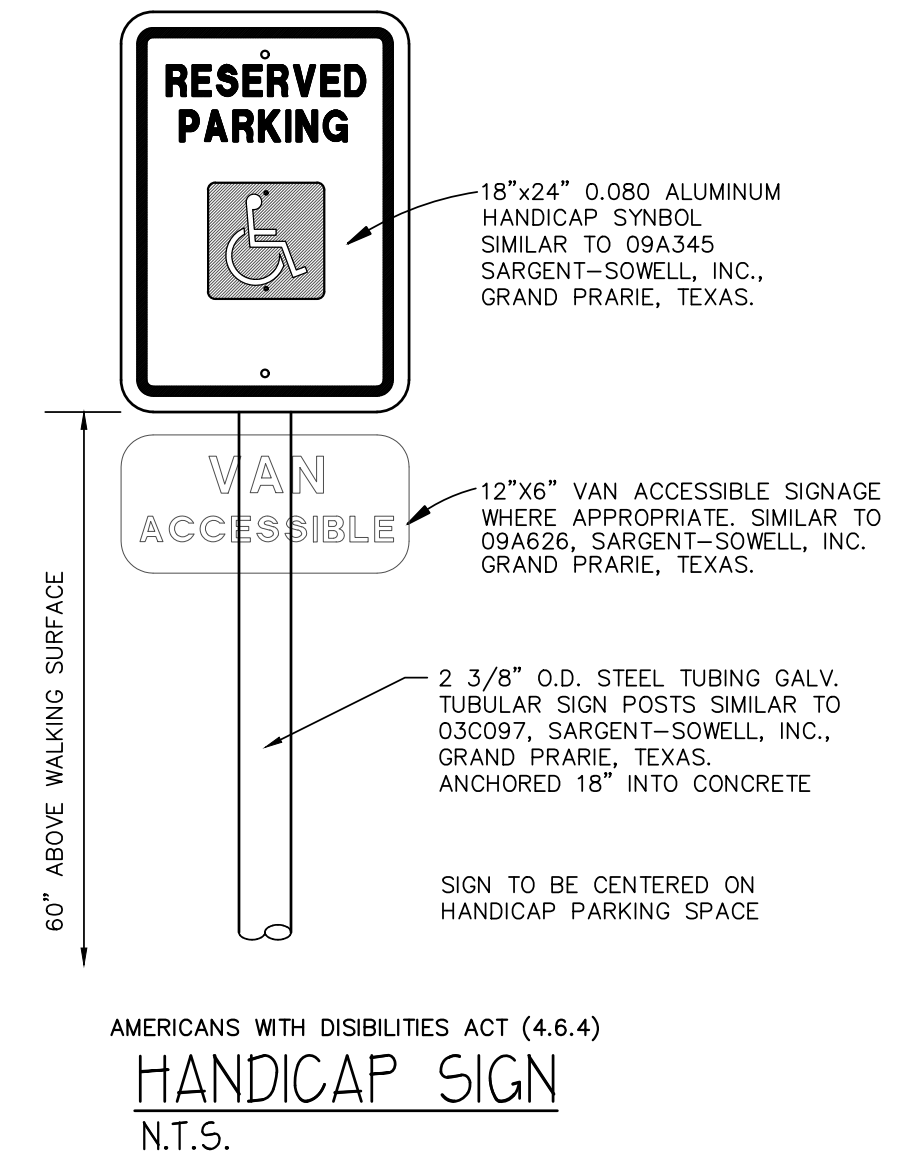 RESERVED
PARKING
18"x24" 0.080 ALUMINUM
HANDICAP SYNBOL
SIMILAR TO 09A345
SARGENT-SOWELL, INC.,
GRAND PRARIE, TEXAS.
VAN
ACCESSIBLE
12"X6" VAN ACCESSIBLE SIGNAGE
WHERE APPROPRIATE. SIMILAR TO
09A626, SARGENT-SOWELL, INC.
GRAND PRARIE, TEXAS.
60" ABOVE WALKING SURFACE
2 3/8" O.D. STEEL TUBING GALV.
TUBULAR SIGN POSTS SIMILAR TO
03C097, SARGENT-SOWELL, INC.,
GRAND PRARIE, TEXAS.
ANCHORED 18" INTO CONCRETE
SIGN TO BE CENTERED ON
HANDICAP PARKING SPACE
AMERICANS WITH DISIBILITIES ACT (4.6.4)
HANDICAP SIGN
N.T.S.